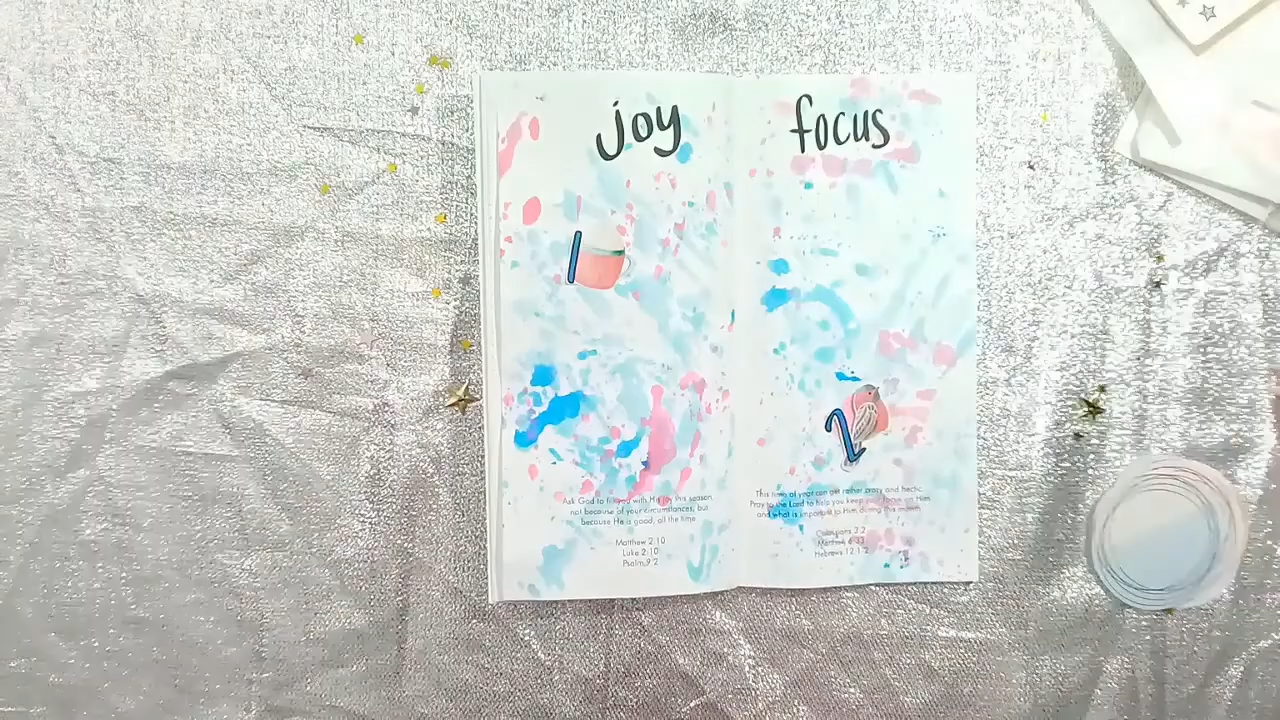 joy
1
Ask God to fill you with His joy this season,
not because of your circumstances, but
because He is good, all the time.
Matthew 2:10
Luke 2:10
Psalm 9:2
focus
2
This time of year can get rather crazy and hectic.
Pray to the Lord to help you keep your focus on Him
and what is important to Him during this month.
Colossians 3:2
Matthew 6:33
Hebrews 12:1-2